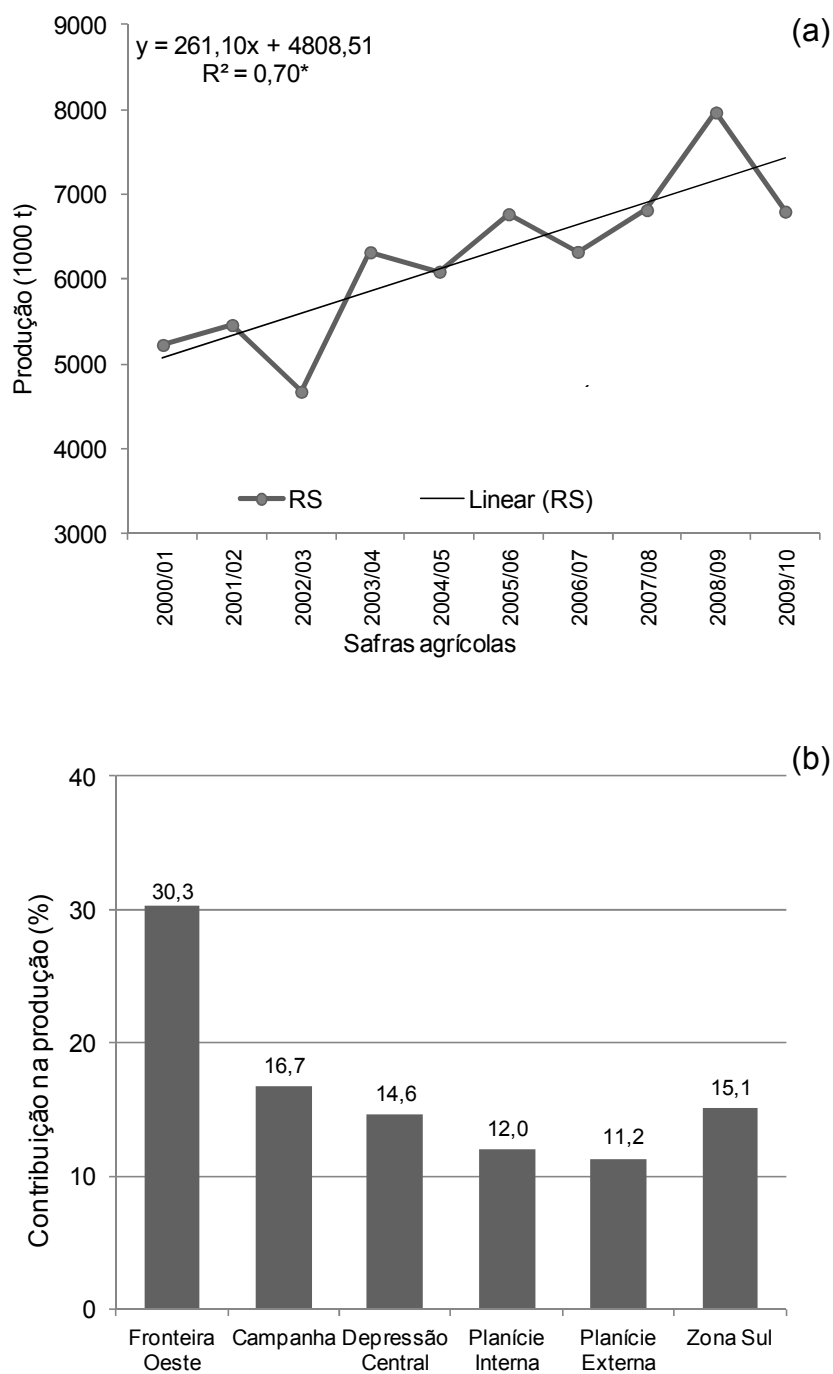 (a)
y = 261,10x + 4808,51
R² = 0,70*
9000
8000
7000
6000
5000
4000
3000
Produção (1000 t)
RS
Linear (RS)
2000/01
2001/02
2002/03
2003/04
2004/05
2005/06
2006/07
2007/08
2008/09
2009/10
Safras agrícolas
(b)
40
30
20
10
0
Contribuição na produção (%)
30,3
16,7
14,6
12,0
11,2
15,1
Fronteira
Oeste
Campanha
Depressão
Central
Planície
Interna
Planície
Externa
Zona Sul